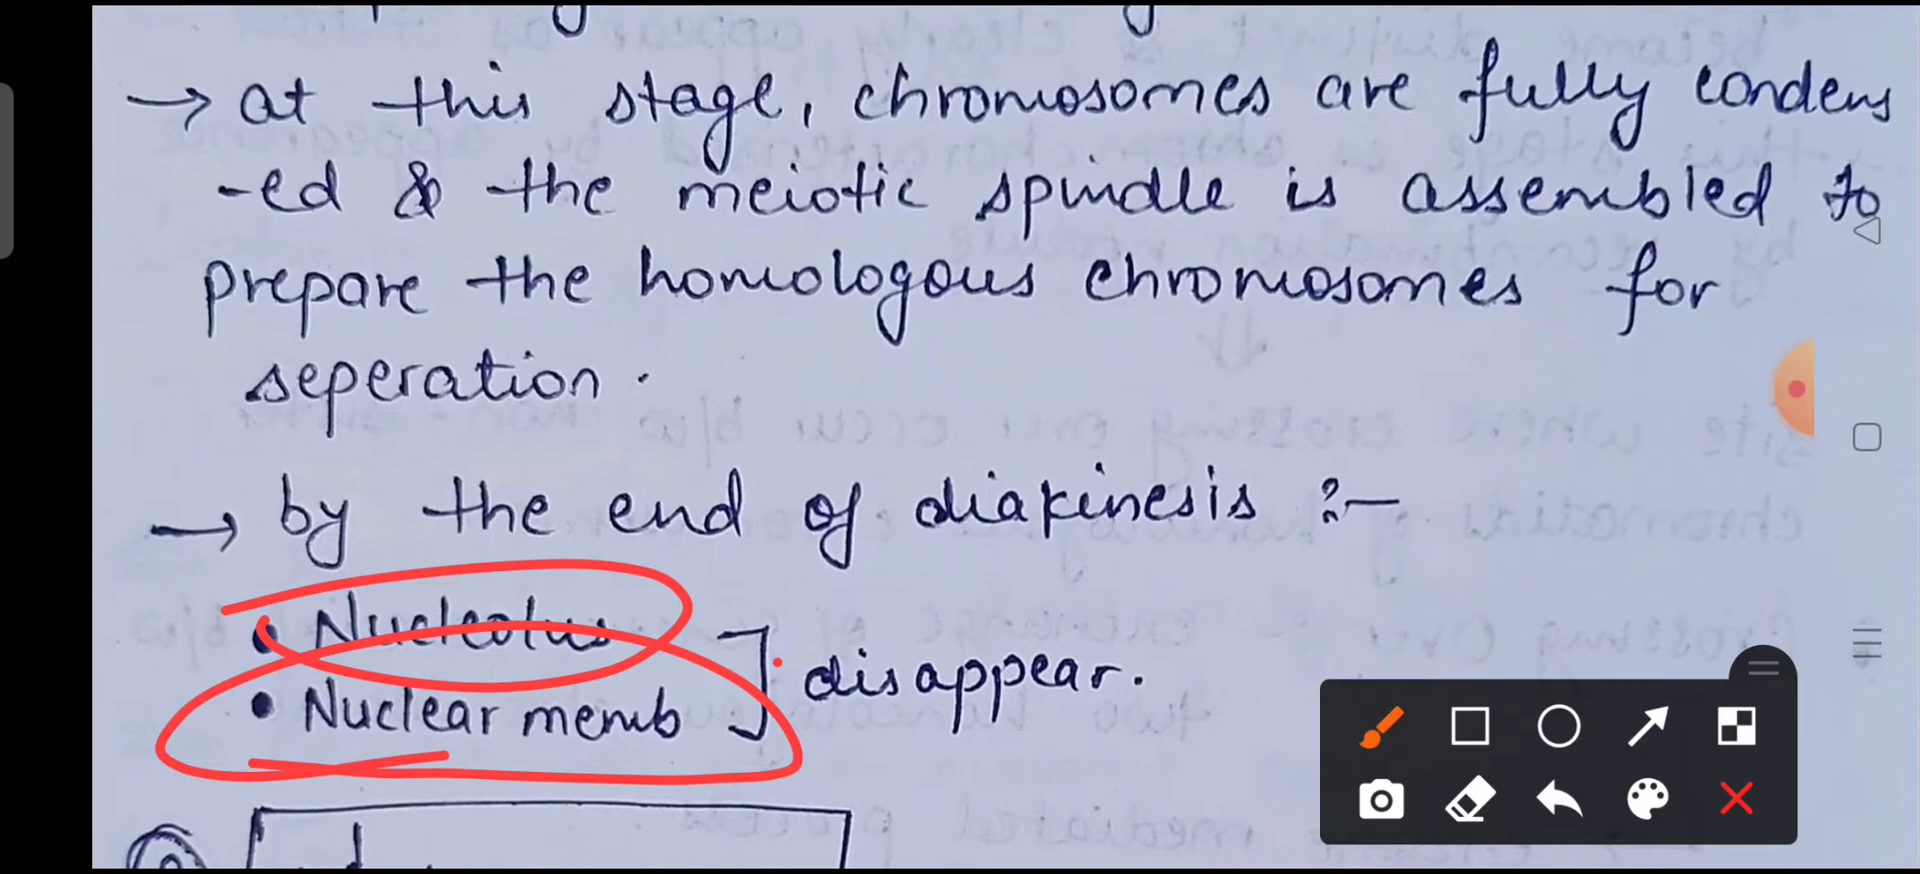 → at this stage, chromosomes are fully condens
-ed & the meiotic spindle is assembled to
prepare the homologous chromosomes for
seperation.
→ by the end of diakinesis :-
• Nucleolus
• Nuclear memb
disappear.